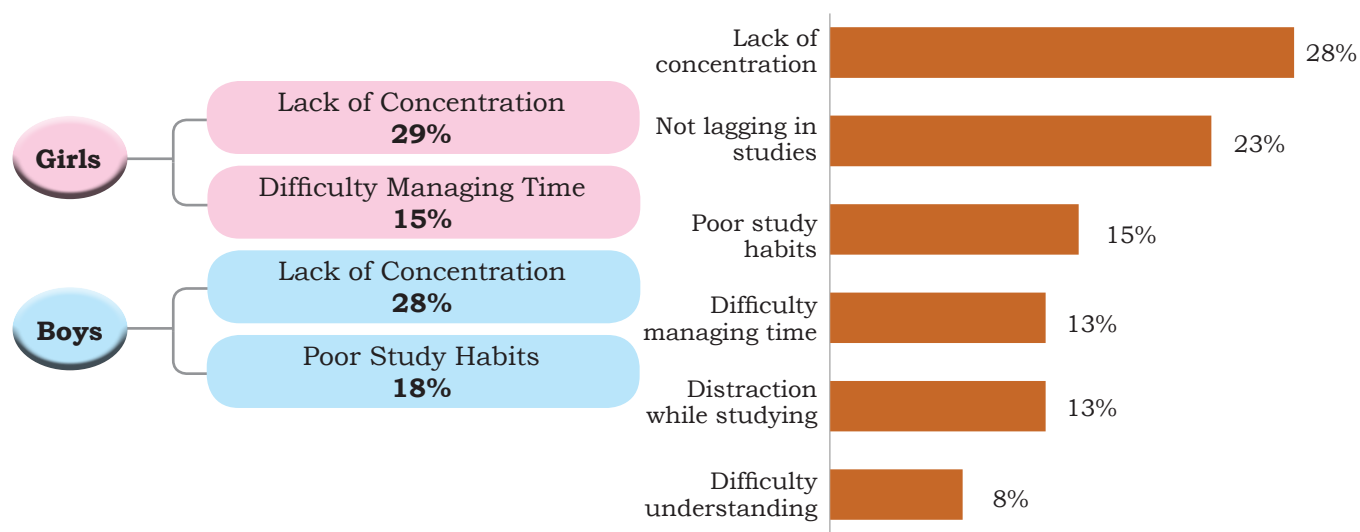 Girls
Lack of Concentration
29%
Difficulty Managing Time
15%
Boys
Lack of Concentration
28%
Poor Study Habits
18%
Lack of
concentration
28%
Not lagging in
studies
23%
Poor study
habits
15%
Difficulty
managing time
13%
Distraction
while studying
13%
Difficulty
understanding
8%